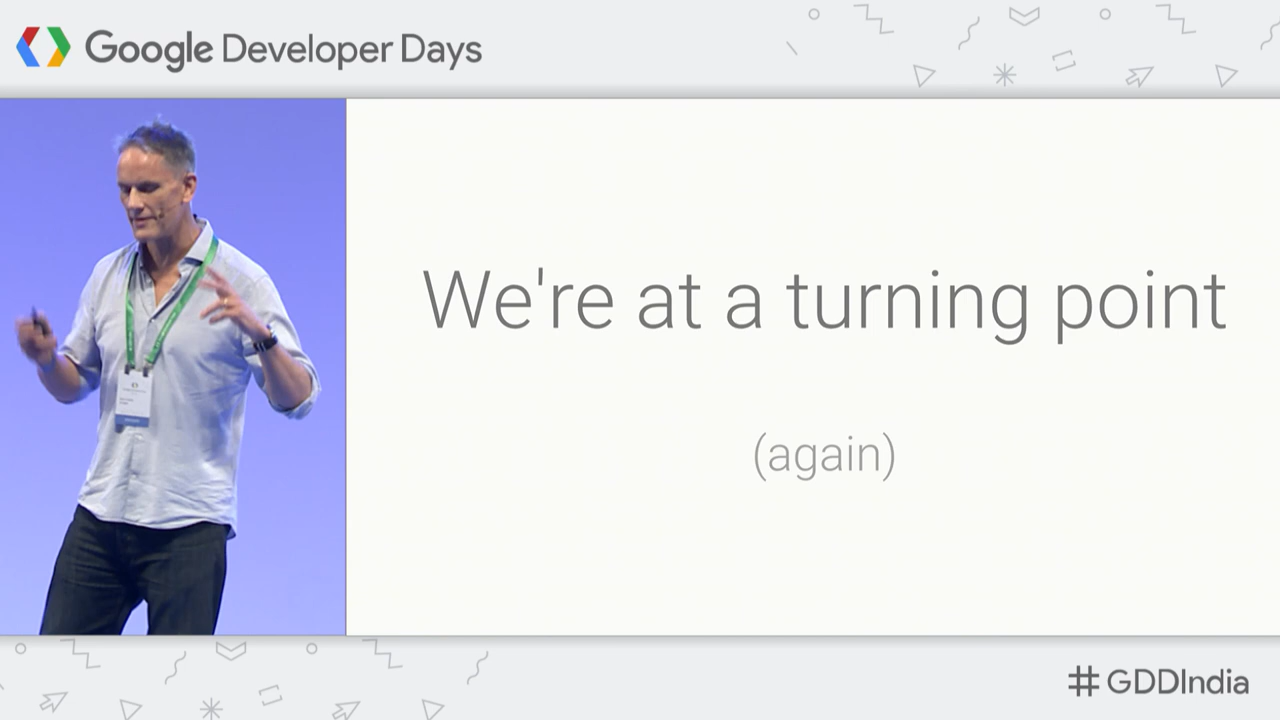 Google Developer Days
We're at a turning point
(again)
#GDDIndia